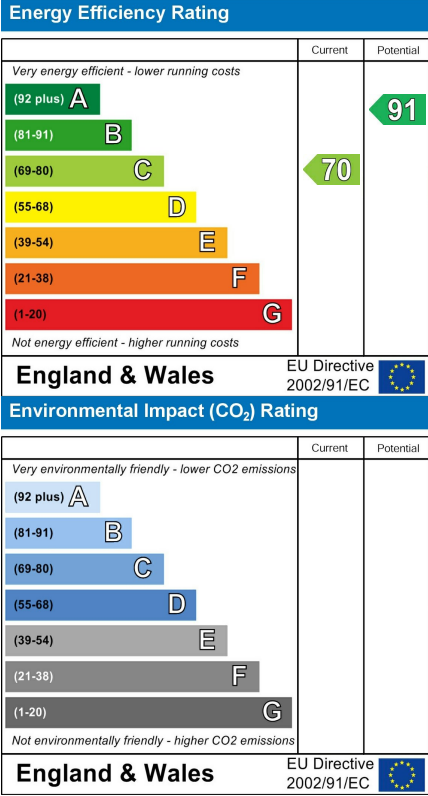 Energy Efficiency Rating
Current Potential
Very energy efficient - lower running costs
(92 plus) A
91
(81-91) B
(69-80) C
70
(55-68) D
(39-54) E
(21-38) F
(1-20) G
Not energy efficient - higher running costs
England & Wales
EU Directive
2002/91/EC
Environmental Impact (CO₂) Rating
Current Potential
Very environmentally friendly - lower CO2 emissions
(92 plus) A
(81-91) B
(69-80) C
(55-68) D
(39-54) E
(21-38) F
(1-20) G
Not environmentally friendly - higher CO2 emissions
England & Wales
EU Directive
2002/91/EC